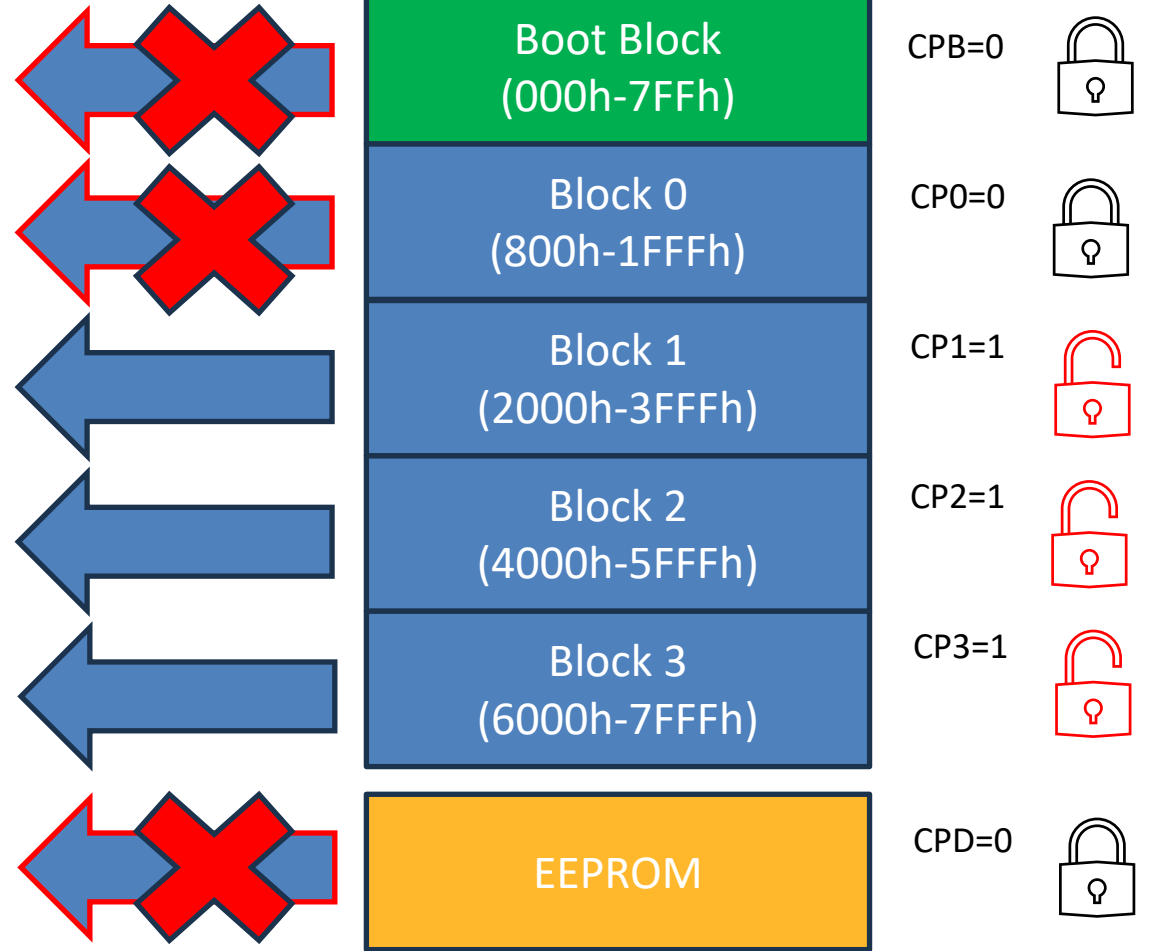 Boot Block
(000h-7FFh)
CPB=0
Block 0
(800h-1FFFh)
CP0=0
Block 1
(2000h-3FFFh)
CP1=1
Block 2
(4000h-5FFFh)
CP2=1
Block 3
(6000h-7FFFh)
CP3=1
EEPROM
CPD=0